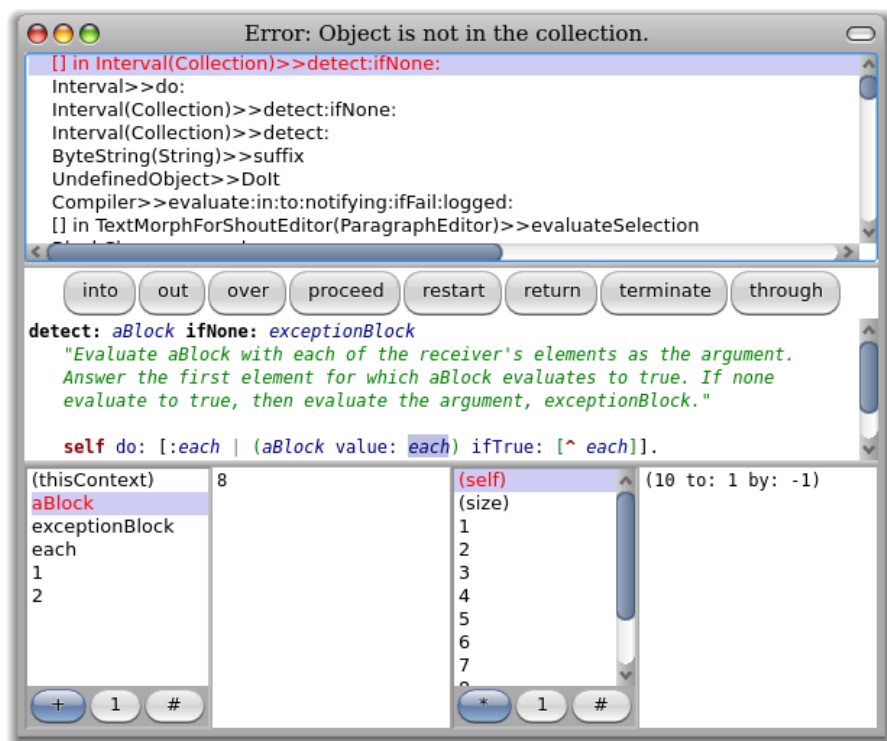 Error: Object is not in the collection.
[] in Interval(Collection)>>detect:ifNone:
Interval>>do:
Interval(Collection)>>detect:ifNone:
Interval(Collection)>>detect:
ByteString(String)>>suffix
UndefinedObject>>DoIt
Compiler>>evaluate:in:to:notifying:ifFail:logged:
[] in TextMorphForShoutEditor(ParagraphEditor)>>evaluateSelection
into out over proceed restart return terminate through
detect: aBlock ifNone: exceptionBlock
"Evaluate aBlock with each of the receiver's elements as the argument.
Answer the first element for which aBlock evaluates to true. If none
evaluate to true, then evaluate the argument, exceptionBlock."
self do: [:each | (aBlock value: each) ifTrue: [^ each]].
(thisContext)
aBlock
exceptionBlock
each
1
2
+ 1 #
8
(self)
(size)
1
2
3
4
5
6
7
* 1 #
(10 to: 1 by: -1)